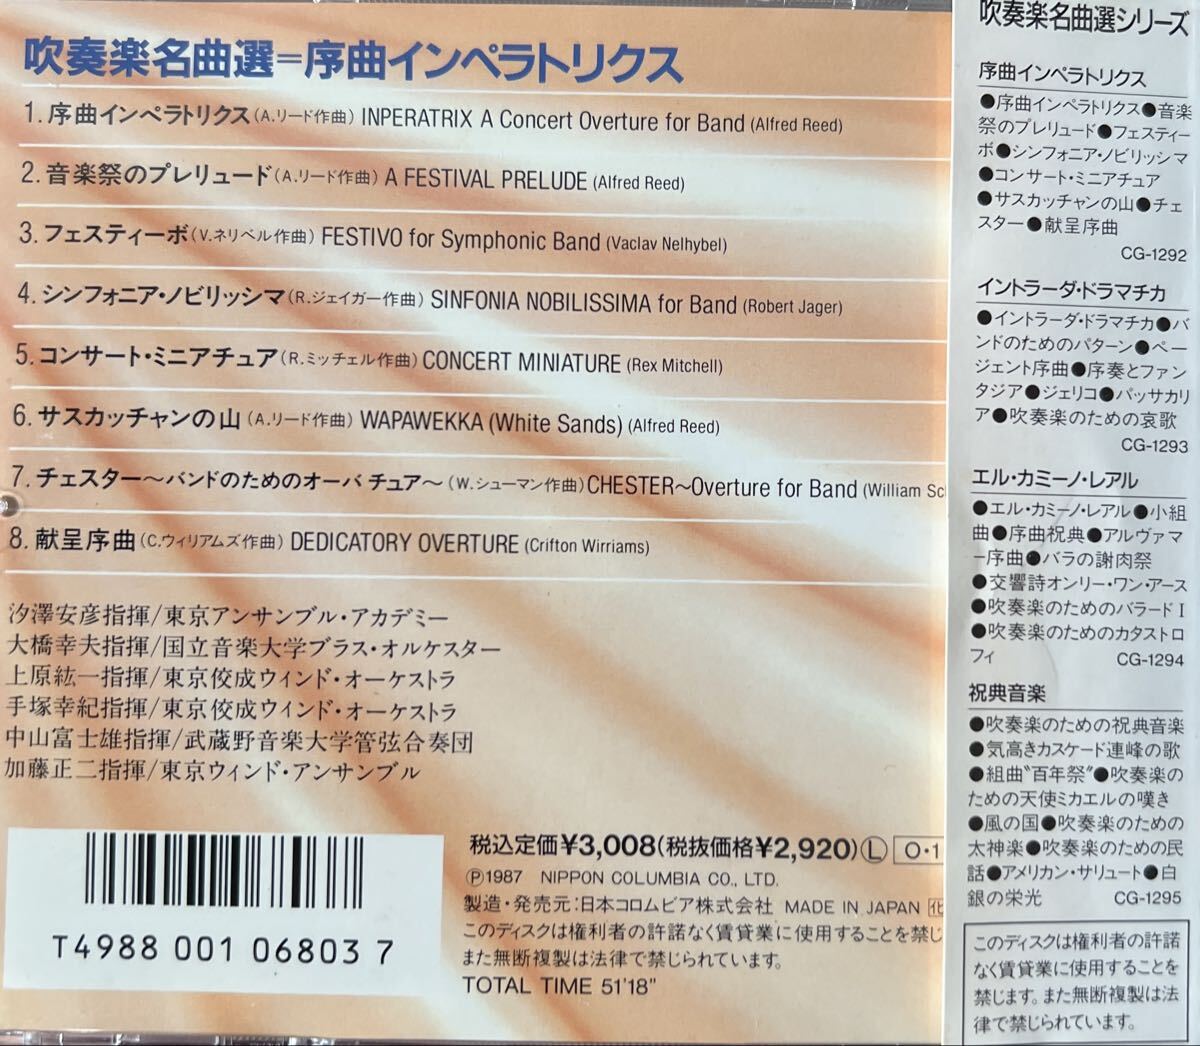 吹奏楽名曲選=序曲インペラトリクス
1. 序曲インペラトリクス(A.リード作曲) INPERATRIX A Concert Overture for Band (Alfred Reed)
2. 音楽祭のプレリュード(A.リード作曲) A FESTIVAL PRELUDE (Alfred Reed)
3. フェスティーボ(V.ネリベル作曲) FESTIVO for Symphonic Band (Vaclav Nelhybel)
4. シンフォニア・ノビリッシマ(R.ジェイガー作曲) SINFONIA NOBILISSIMA for Band (Robert Jager)
5. コンサート・ミニアチュア(R.ミッチェル作曲) CONCERT MINIATURE (Rex Mitchell)
6. サスカッチャンの山(A.リード作曲) WAPAWEKKA (White Sands) (Alfred Reed)
7. チェスター〜バンドのためのオーバチュア〜(W.シューマン作曲) CHESTER〜Overture for Band (William Sc
8. 献呈序曲(C.ウィリアムズ作曲) DEDICATORY OVERTURE (Crifton Wirriams)
汐澤安彦指揮/東京アンサンブル・アカデミー
大橋幸夫指揮/国立音楽大学ブラス・オルケスター
上原紘一指揮/東京佼成ウィンド・オーケストラ
手塚幸紀指揮/東京佼成ウィンド・オーケストラ
中山冨士雄指揮/武蔵野音楽大学管弦合奏団
加藤正二指揮/東京ウィンド・アンサンブル
T4988 001 06803 7
税込定価¥3,008(税抜価格¥2,920) Ⓛ O・1
Ⓟ1987 NIPPON COLUMBIA CO., LTD.
製造・発売元:日本コロムビア株式会社 MADE IN JAPAN
このディスクは権利者の許諾なく賃貸業に使用することを禁じ
また無断複製は法律で禁じられています。
TOTAL TIME 51'18"
吹奏楽名曲選シリーズ
序曲インペラトリクス
●序曲インペラトリクス●音楽
祭のプレリュード●フェスティー
ボ●シンフォニア・ノビリッシマ
●コンサート・ミニアチュア
●サスカッチャンの山●チェ
スター●献呈序曲
CG-1292
イントラーダ・ドラマチカ
●イントラーダ・ドラマチカ●バ
ンドのためのパターン●ペー
ジェント序曲●序奏とファン
タジア●ジェリコ●パッサカリ
ア●吹奏楽のための哀歌
CG-1293
エル・カミーノ・レアル
●エル・カミーノ・レアル●小組
曲●序曲祝典●アルヴァマ
ー序曲●バラの謝肉祭
●交響詩オンリー・ワン・アース
●吹奏楽のためのバラードⅠ
●吹奏楽のためのカタストロ
フィ CG-1294
祝典音楽
●吹奏楽のための祝典音楽
●気高きカスケード連峰の歌
●組曲“百年祭”●吹奏楽の
ための天使ミカエルの嘆き
●風の国●吹奏楽のための
太神楽●吹奏楽のための民
話●アメリカン・サリュート●白
銀の栄光 CG-1295
このディスクは権利者の許諾
なく賃貸業に使用することを
禁じます。また無断複製は法
律で禁じられています。